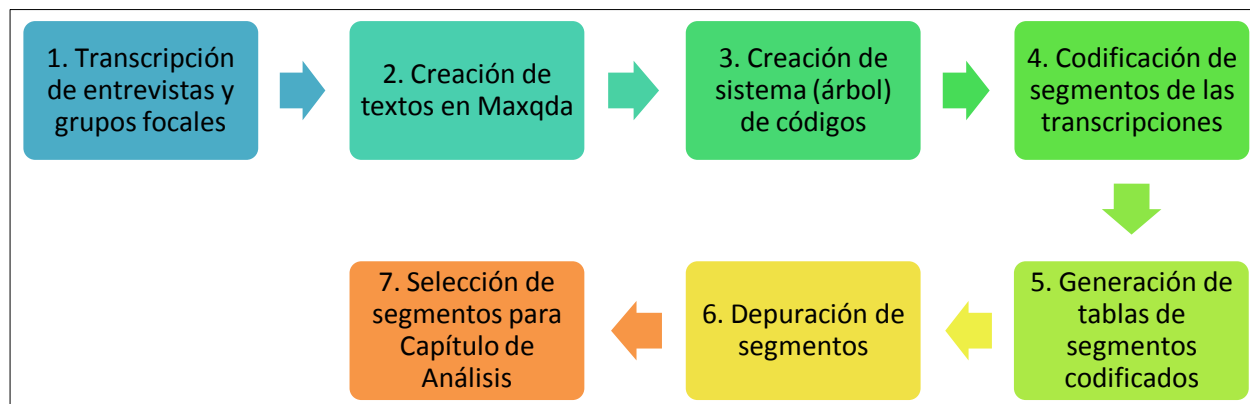 1. Transcripción
de entrevistas y
grupos focales
2. Creación de
textos en Maxqda
3. Creación de
sistema (árbol)
de códigos
4. Codificación de
segmentos de las
transcripciones
5. Generación de
tablas de
segmentos
codificados
6. Depuración de
segmentos
7. Selección de
segmentos para
Capítulo de
Análisis